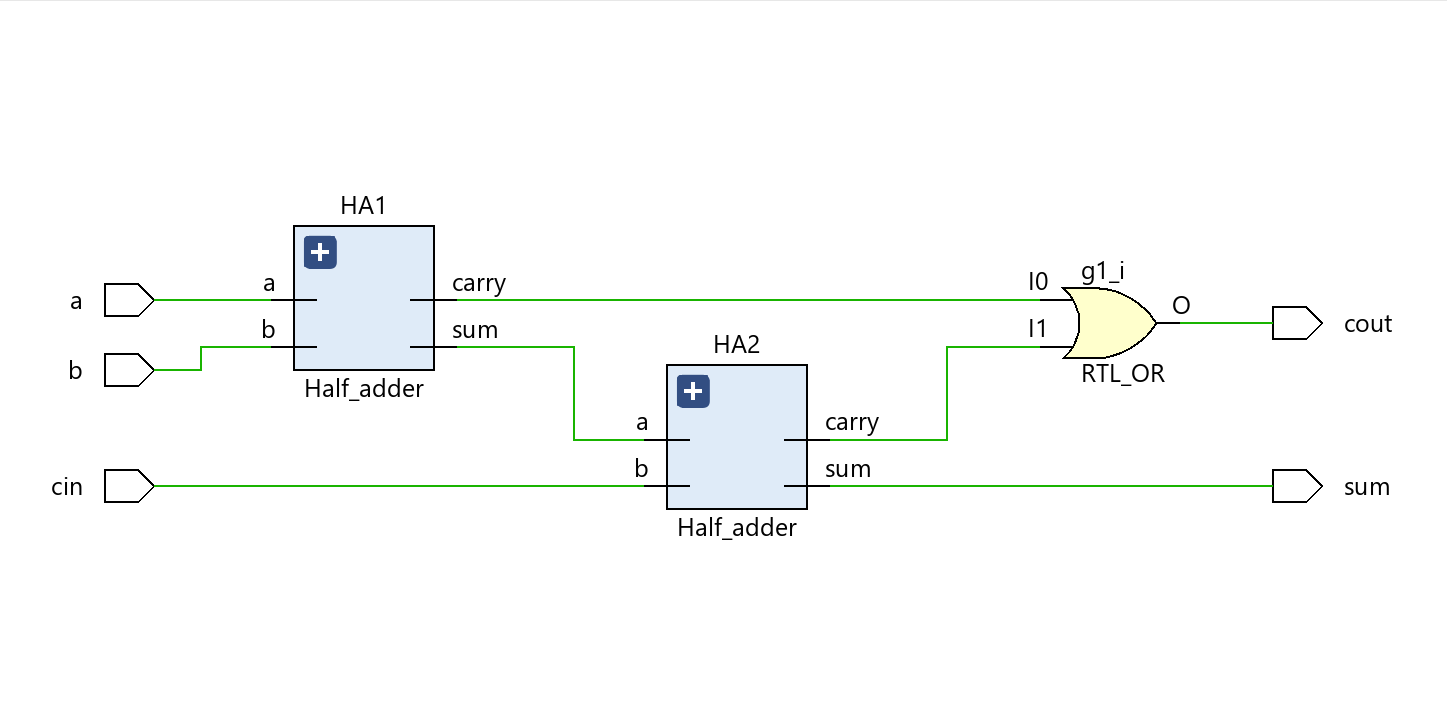 HA1
a
a
carry
b
b
sum
Half_adder
HA2
a
carry
cin
b
sum
Half_adder
I0
g1_i
I1
O
RTL_OR
cout
sum